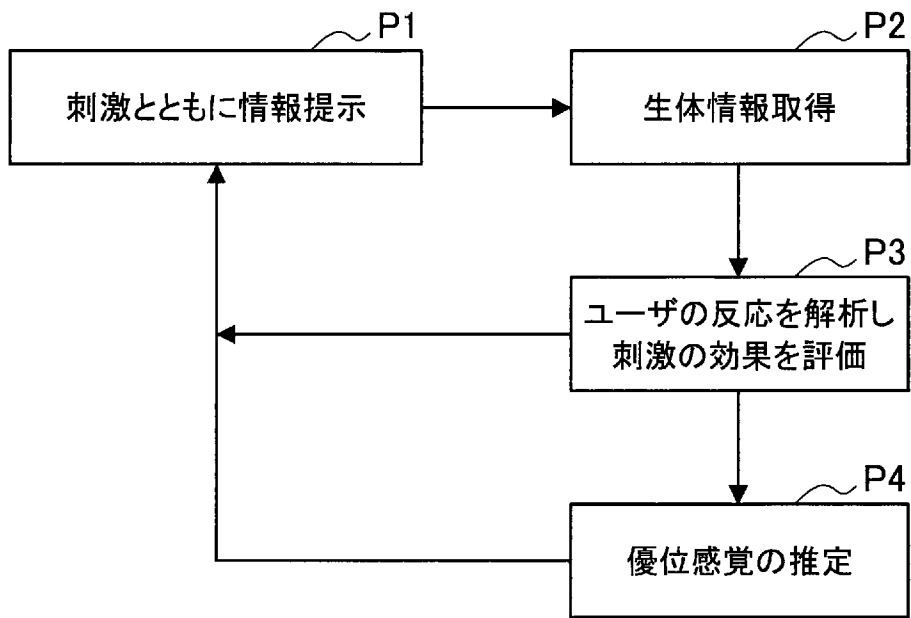 P1
刺激とともに情報提示
P2
生体情報取得
P3
ユーザの反応を解析し
刺激の効果を評価
P4
優位感覚の推定